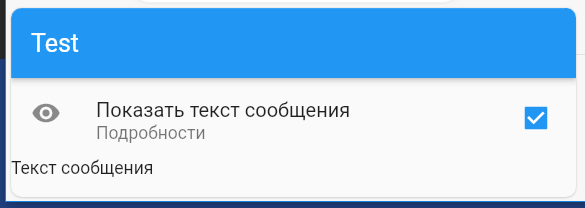 Test
Показать текст сообщения
Подробности
Текст сообщения